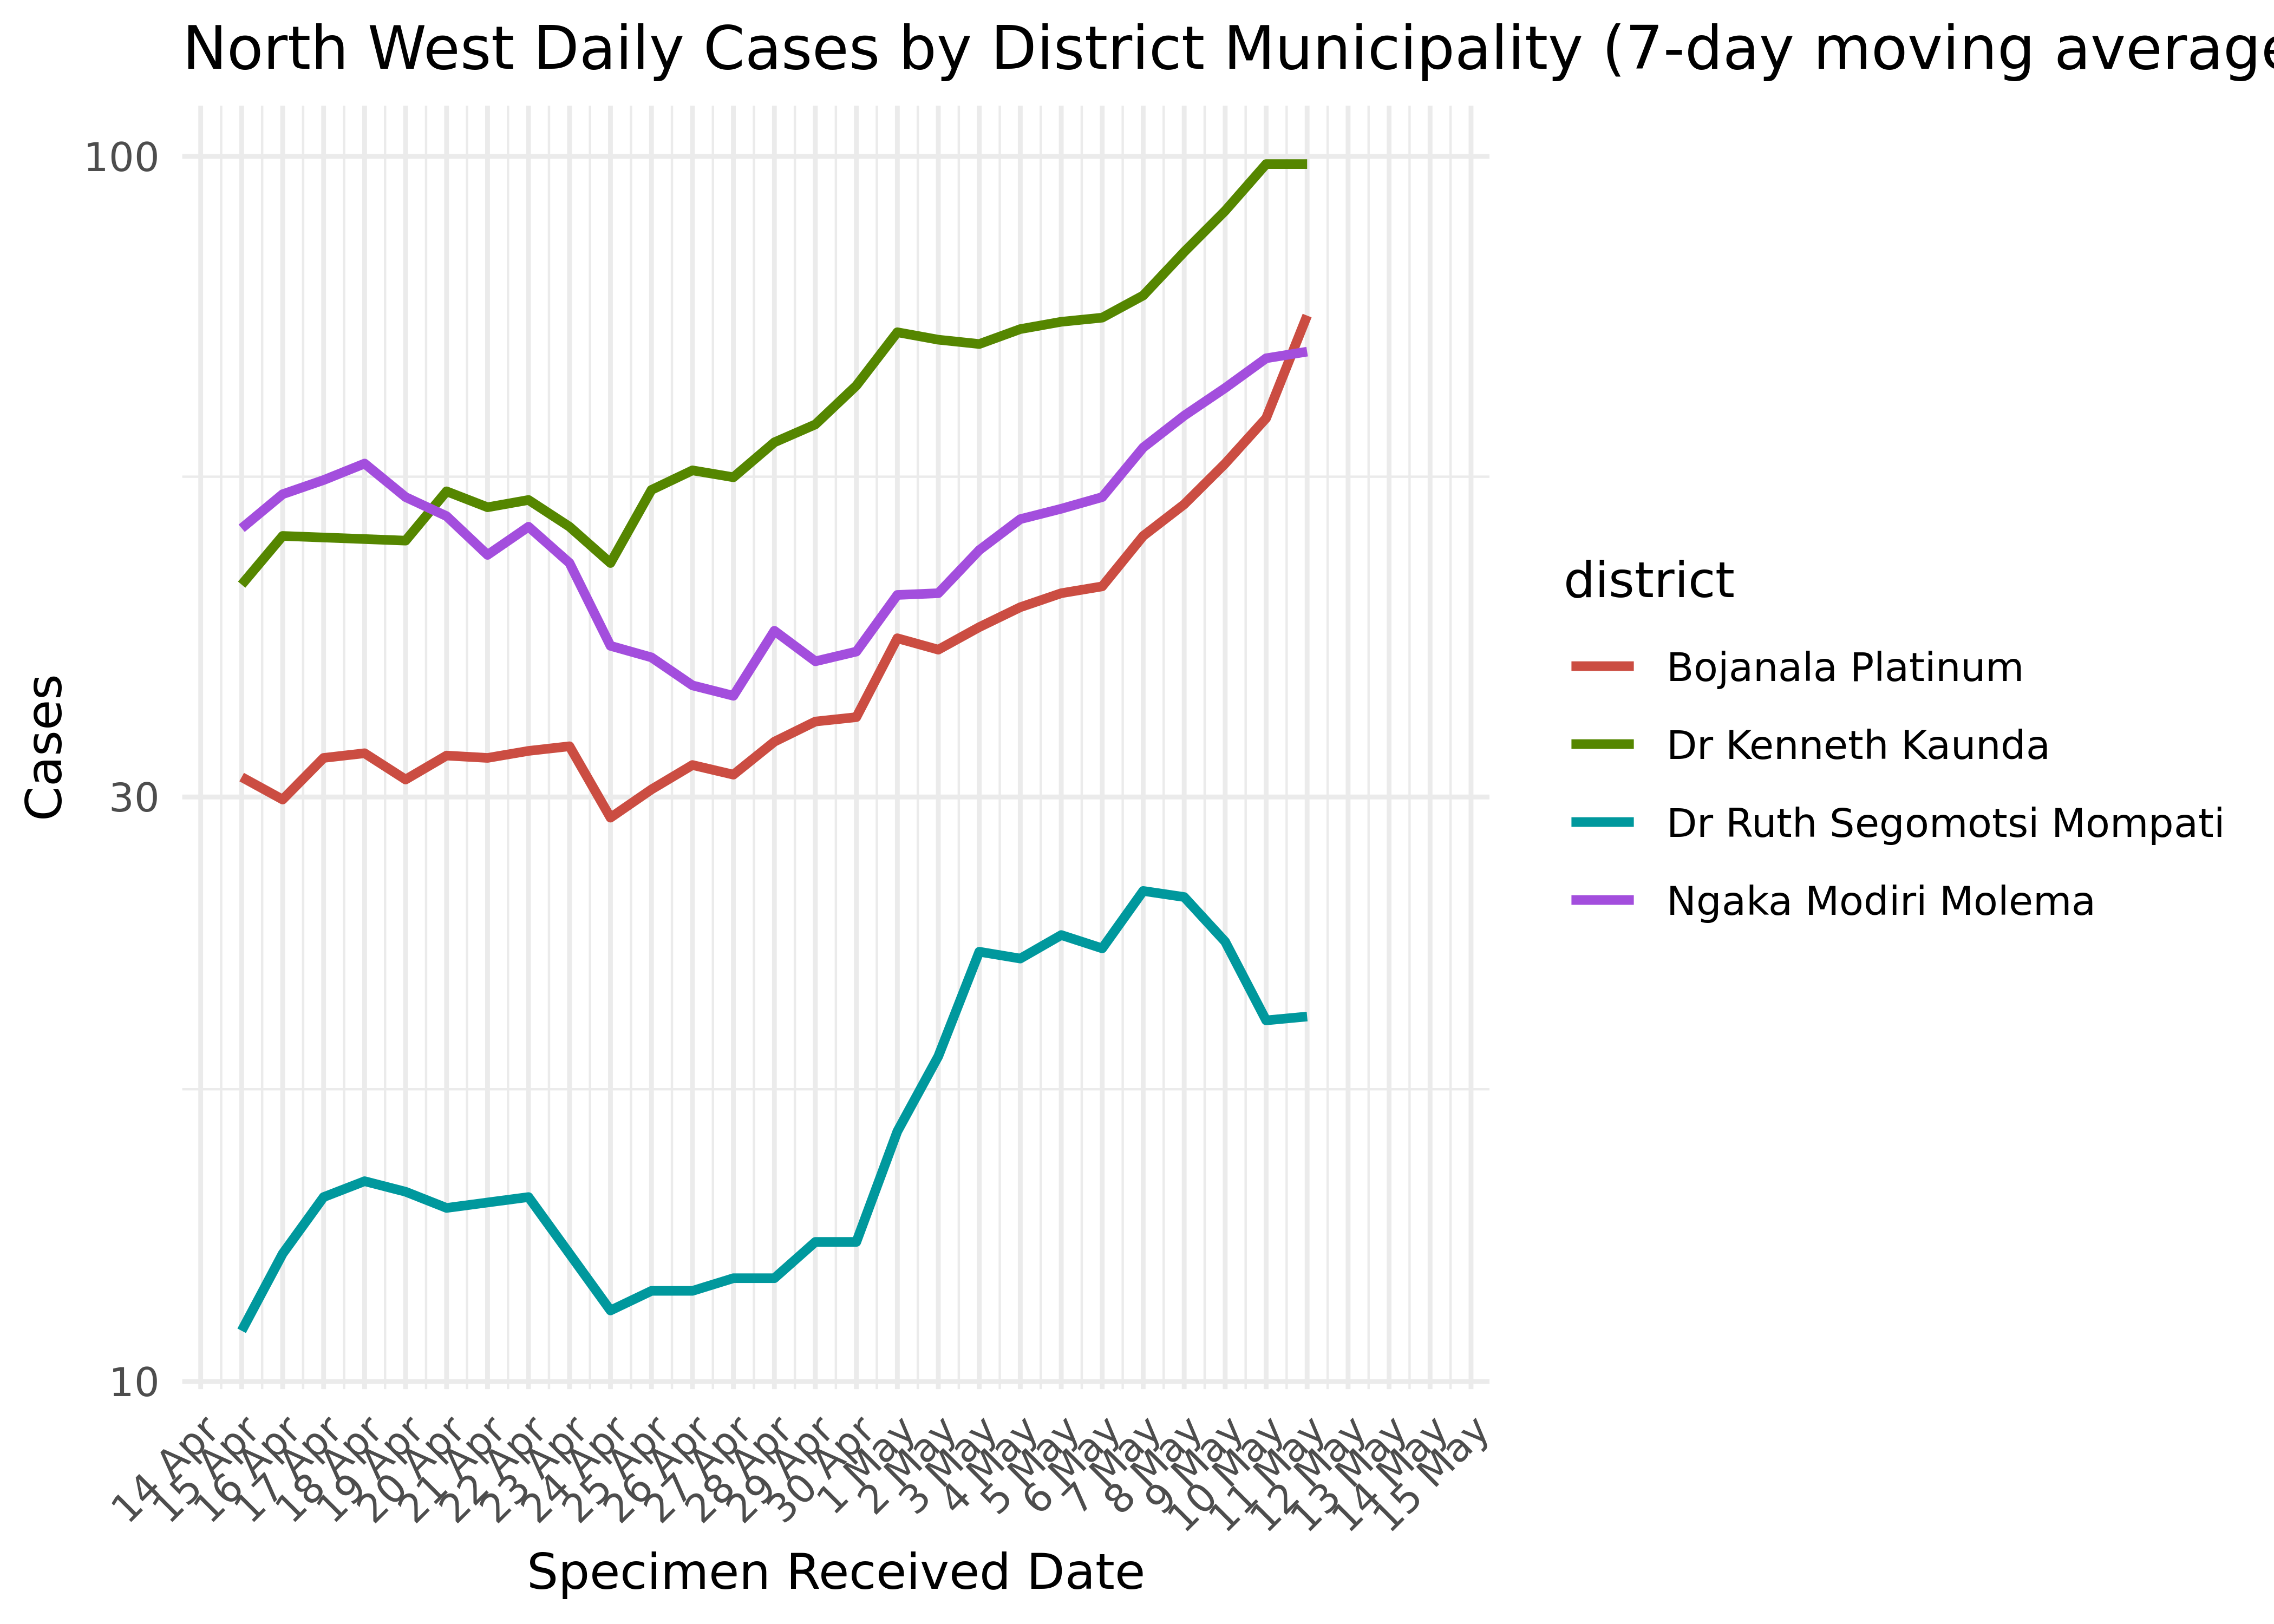 North West Daily Cases by District Municipality (7-day moving average
100
30
10
Cases
14 Apr
15 Apr
16 Apr
17 Apr
18 Apr
19 Apr
20 Apr
21 Apr
22 Apr
23 Apr
24 Apr
25 Apr
26 Apr
27 Apr
28 Apr
29 Apr
30 Apr
1 May
2 May
3 May
4 May
5 May
6 May
7 May
8 May
9 May
10 May
11 May
12 May
13 May
14 May
15 May
Specimen Received Date
district
Bojanala Platinum
Dr Kenneth Kaunda
Dr Ruth Segomotsi Mompati
Ngaka Modiri Molema